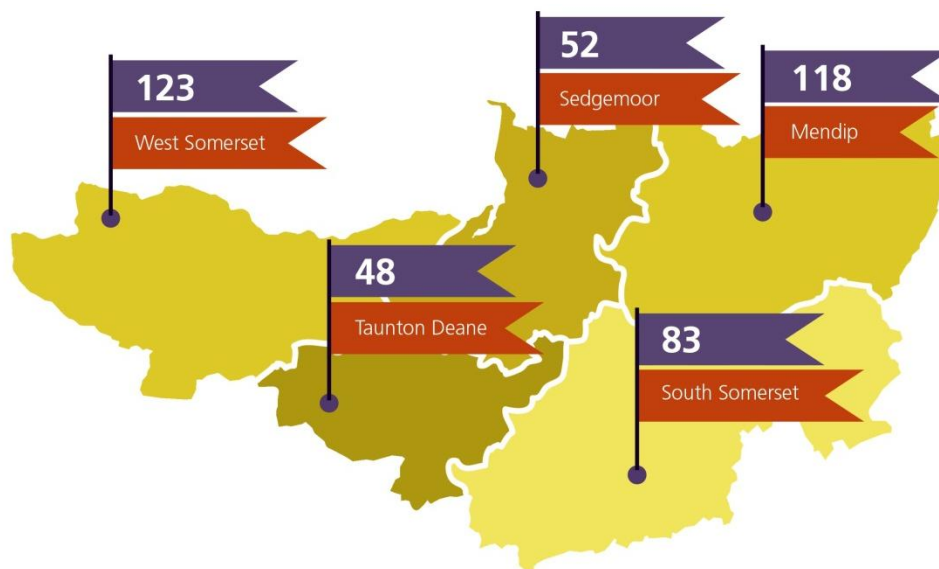 123
West Somerset
52
Sedgemoor
118
Mendip
48
Taunton Deane
83
South Somerset